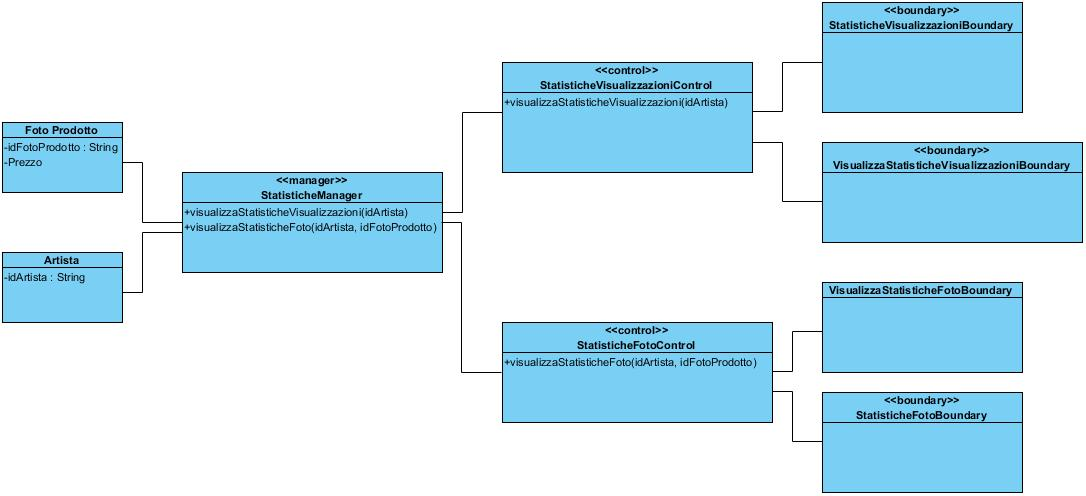 Foto Prodotto
-idFotoProdotto : String
-Prezzo
Artista
-idArtista : String
<<manager>>
StatisticheManager
+visualizzaStatisticheVisualizzazioni(idArtista)
+visualizzaStatisticheFoto(idArtista, idFotoProdotto)
<<control>>
StatisticheVisualizzazioniControl
+visualizzaStatisticheVisualizzazioni(idArtista)
<<control>>
StatisticheFotoControl
+visualizzaStatisticheFoto(idArtista, idFotoProdotto)
<<boundary>>
StatisticheVisualizzazioniBoundary
<<boundary>>
VisualizzaStatisticheVisualizzazioniBoundary
VisualizzaStatisticheFotoBoundary
<<boundary>>
StatisticheFotoBoundary